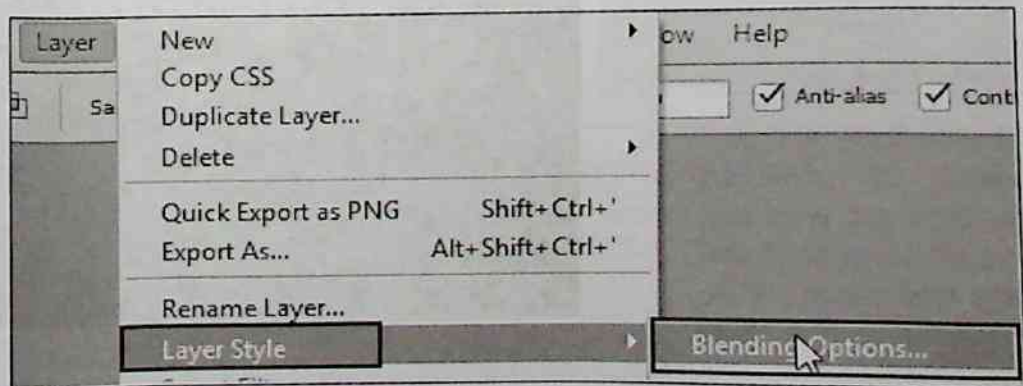 Layer
New
ow Help
Copy CSS
Sa
Duplicate Layer...
Anti-alias
Cont
Delete
Quick Export as PNG Shift+Ctrl+'
Export As... Alt+Shift+Ctrl+'
Rename Layer...
Layer Style
Blending Options...